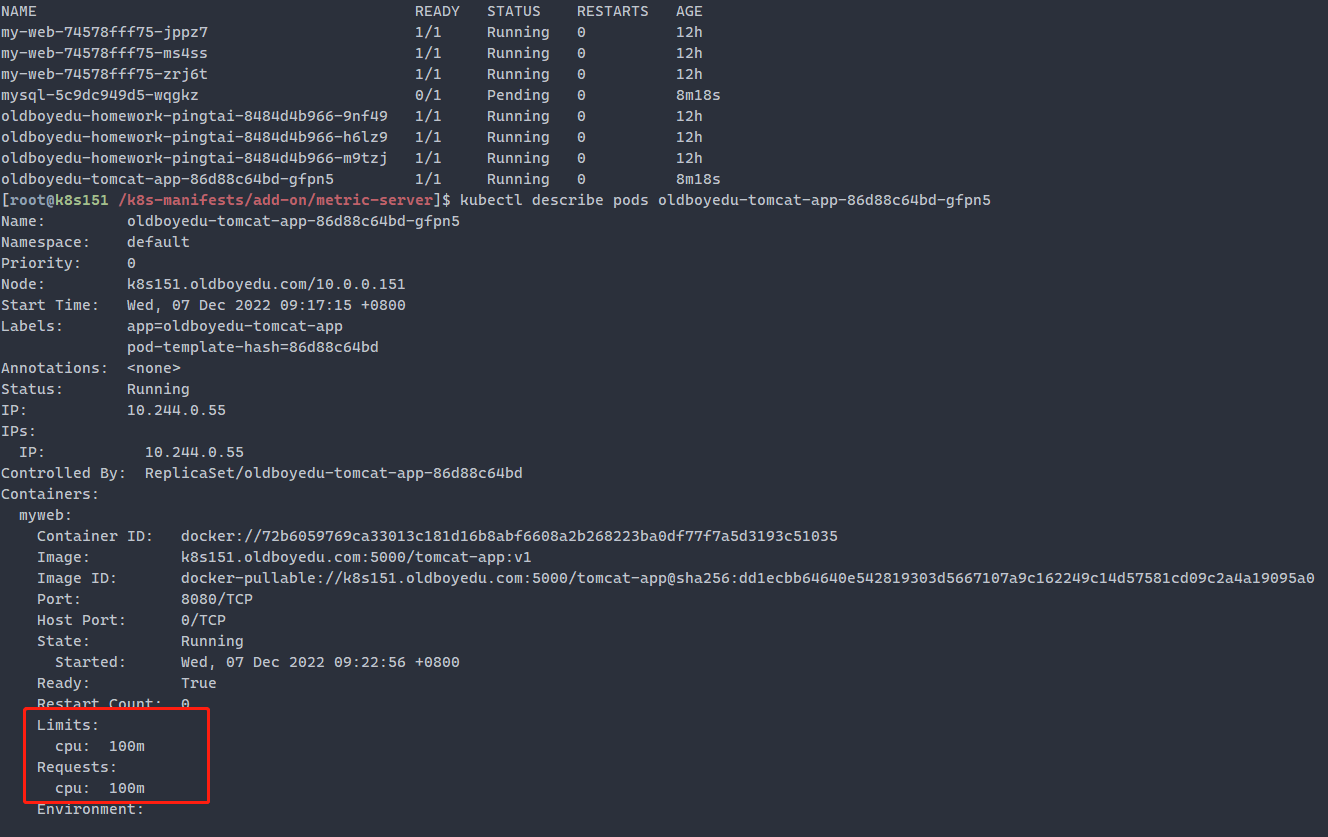 NAME                                          READY   STATUS    RESTARTS   AGE
my-web-74578fff75-jppz7                       1/1     Running   0          12h
my-web-74578fff75-ms4ss                       1/1     Running   0          12h
my-web-74578fff75-zrj6t                       1/1     Running   0          12h
mysql-5c9dc949d5-wqgkz                        0/1     Pending   0          8m18s
oldboyedu-homework-pingtai-8484d4b966-9nf49   1/1     Running   0          12h
oldboyedu-homework-pingtai-8484d4b966-h6lz9   1/1     Running   0          12h
oldboyedu-homework-pingtai-8484d4b966-m9tzj   1/1     Running   0          12h
oldboyedu-tomcat-app-86d88c64bd-gfpn5         1/1     Running   0          8m18s
[root@k8s151 /k8s-manifests/add-on/metric-server]$ kubectl describe pods oldboyedu-tomcat-app-86d88c64bd-gfpn5
Name:         oldboyedu-tomcat-app-86d88c64bd-gfpn5
Namespace:    default
Priority:     0
Node:         k8s151.oldboyedu.com/10.0.0.151
Start Time:   Wed, 07 Dec 2022 09:17:15 +0800
Labels:       app=oldboyedu-tomcat-app
              pod-template-hash=86d88c64bd
Annotations:  <none>
Status:       Running
IP:           10.244.0.55
IPs:
  IP:           10.244.0.55
Controlled By:  ReplicaSet/oldboyedu-tomcat-app-86d88c64bd
Containers:
  myweb:
    Container ID:   docker://72b6059769ca33013c181d16b8abf6608a2b268223ba0df77f7a5d3193c51035
    Image:          k8s151.oldboyedu.com:5000/tomcat-app:v1
    Image ID:       docker-pullable://k8s151.oldboyedu.com:5000/tomcat-app@sha256:dd1ecbb64640e542819303d5667107a9c162249c14d57581cd09c2a4a19095a0
    Port:           8080/TCP
    Host Port:      0/TCP
    State:          Running
      Started:      Wed, 07 Dec 2022 09:22:56 +0800
    Ready:          True
    Restart Count:  0
    Limits:
      cpu:  100m
    Requests:
      cpu:  100m
    Environment: